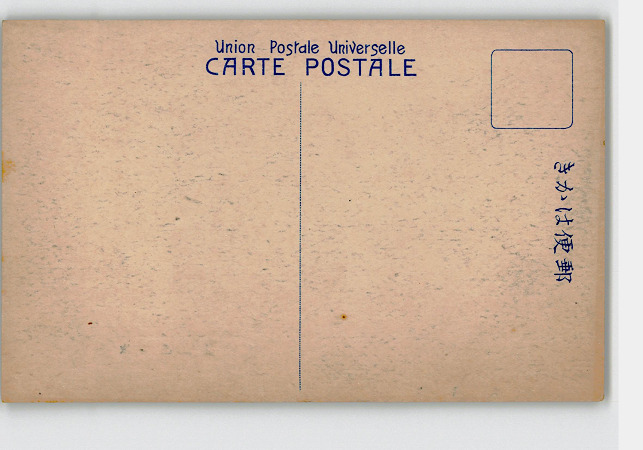 Union Postale Universelle
CARTE POSTALE
郵便はかき